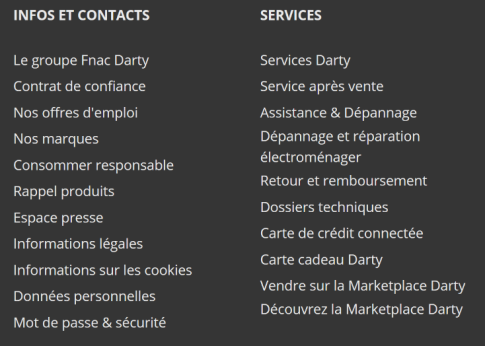 INFOS ET CONTACTS
Le groupe Fnac Darty
Contrat de confiance
Nos offres d'emploi
Nos marques
Consommer responsable
Rappel produits
Espace presse
Informations légales
Informations sur les cookies
Données personnelles
Mot de passe & sécurité
SERVICES
Services Darty
Service après vente
Assistance & Dépannage
Dépannage et réparation
électroménager
Retour et remboursement
Dossiers techniques
Carte de crédit connectée
Carte cadeau Darty
Vendre sur la Marketplace Darty
Découvrez la Marketplace Darty